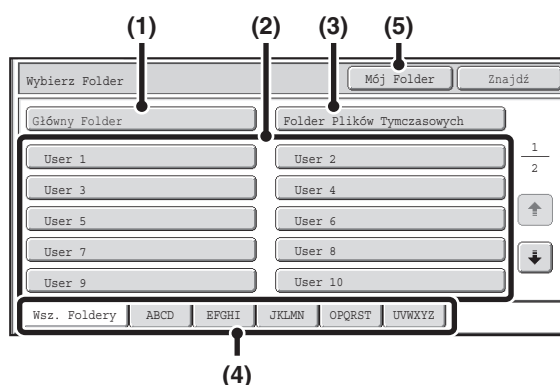 (1) (2) (3) (5)
Wybierz Folder Mój Folder Znajdź
Główny Folder Folder Plików Tymczasowych
User 1 User 2
1
2
User 3 User 4
User 5 User 6
User 7 User 8
User 9 User 10
Wsz. Foldery ABCD EFGHI JKLMN OPQRST UVWXYZ
(4)